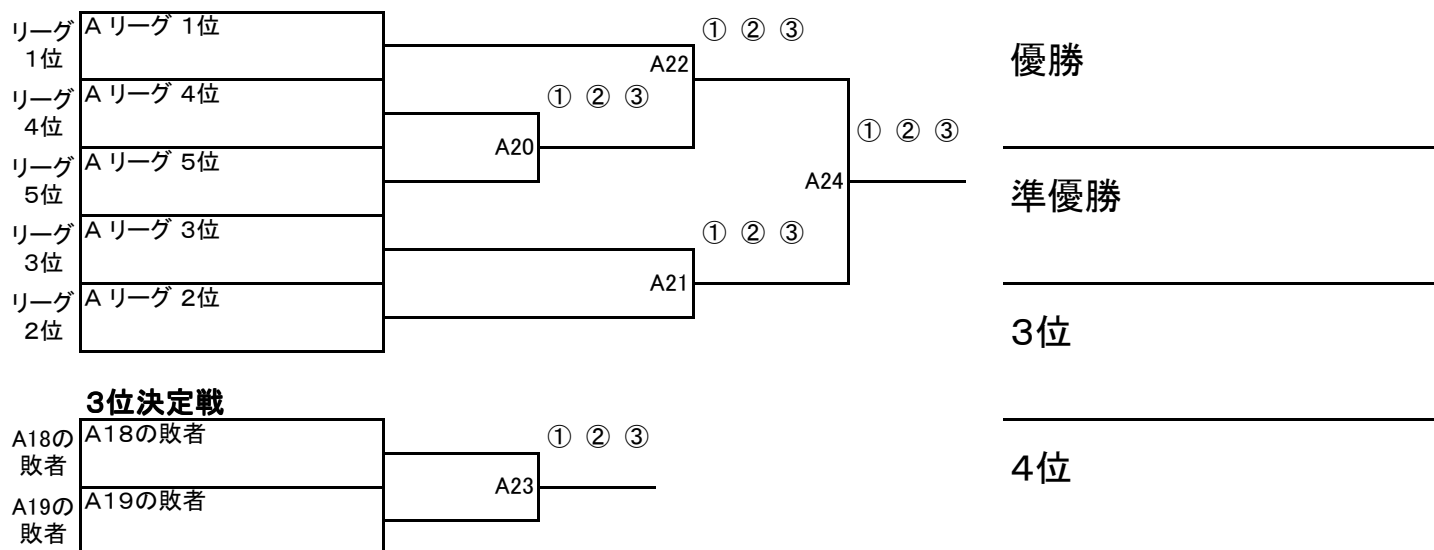 リーグ
1位
A リーグ 1位
① ② ③
A22
優勝
リーグ
4位
A リーグ 4位
① ② ③
A20
① ② ③
リーグ
5位
A リーグ 5位
A24
準優勝
リーグ
3位
A リーグ 3位
① ② ③
A21
リーグ
2位
A リーグ 2位
3位
3位決定戦
A18の
敗者
A18の敗者
① ② ③
A23
4位
A19の
敗者
A19の敗者